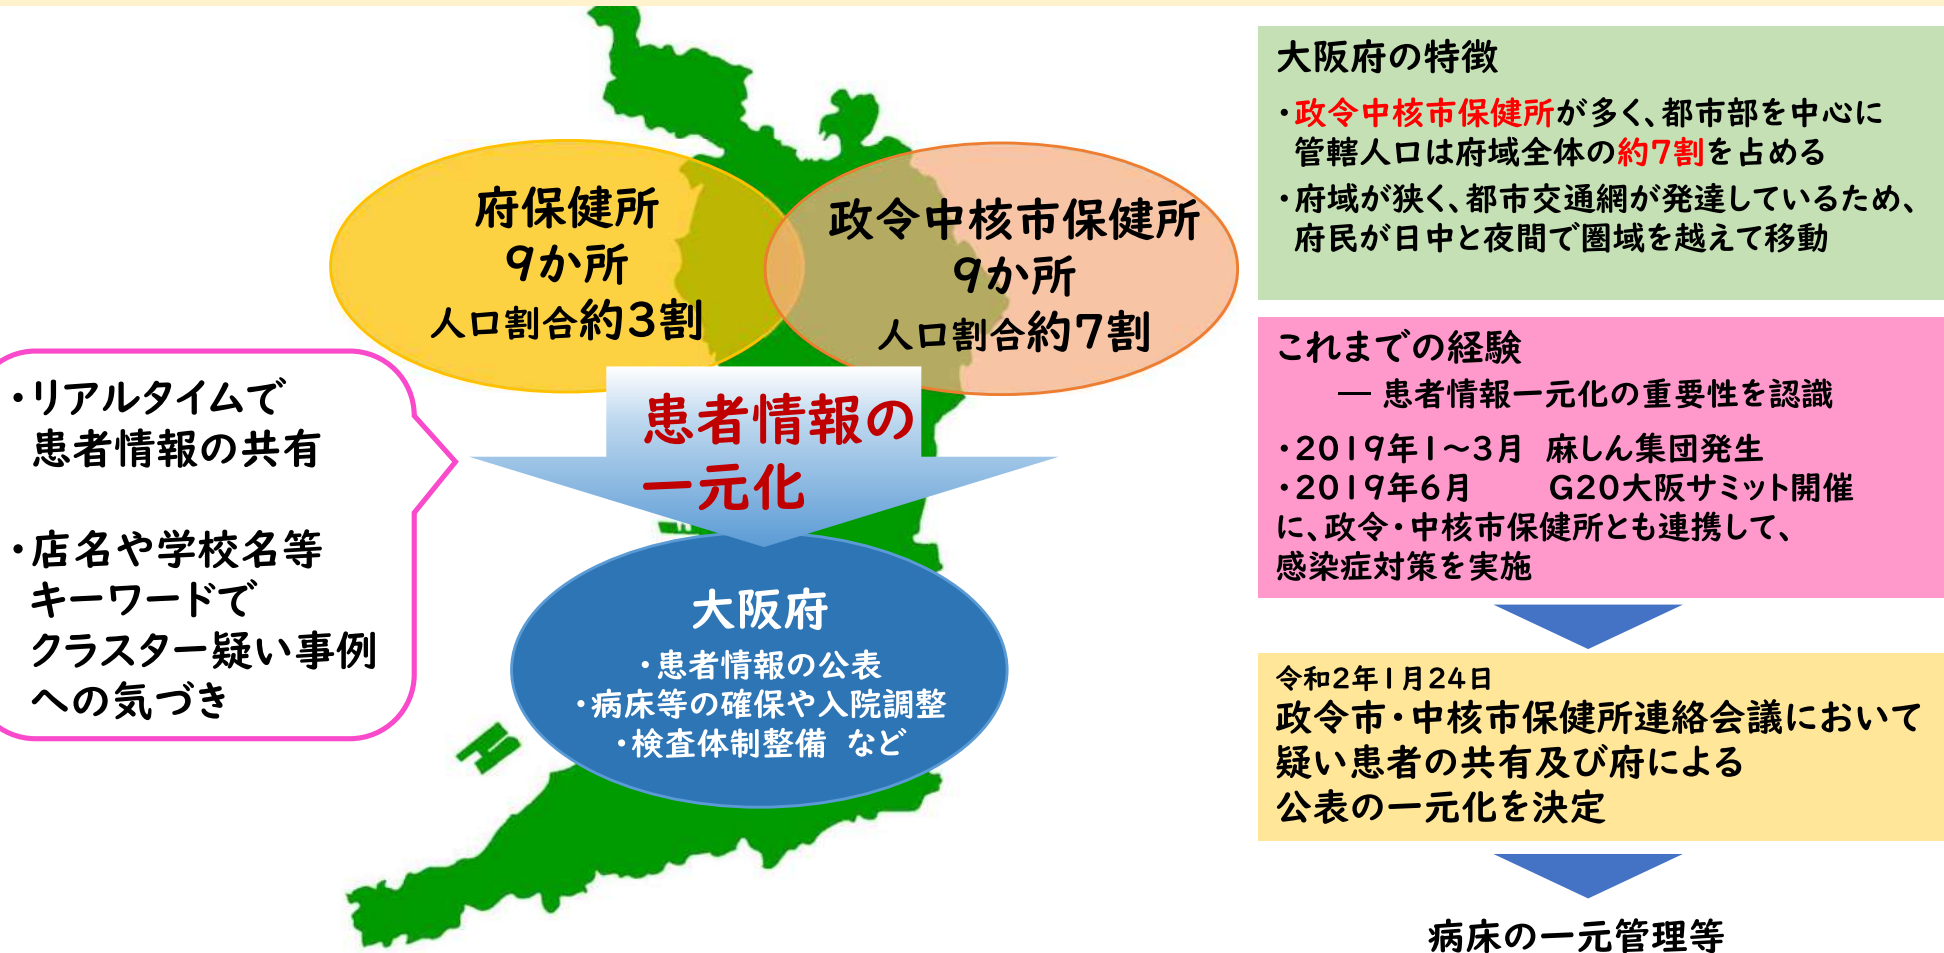 府保健所
9か所
人口割合約3割
政令中核市保健所
9か所
人口割合約7割
・リアルタイムで
患者情報の共有
・店名や学校名等
キーワードで
クラスター疑い事例
への気づき
患者情報の
一元化
大阪府
・患者情報の公表
・病床等の確保や入院調整
・検査体制整備 など
大阪府の特徴
・政令中核市保健所が多く、都市部を中心に
管轄人口は府域全体の約7割を占める
・府域が狭く、都市交通網が発達しているため、
府民が日中と夜間で圏域を越えて移動
これまでの経験
― 患者情報一元化の重要性を認識
・2019年1～3月 麻しん集団発生
・2019年6月 G20大阪サミット開催
に、政令・中核市保健所とも連携して、
感染症対策を実施
令和2年1月24日
政令市・中核市保健所連絡会議において
疑い患者の共有及び府による
公表の一元化を決定
病床の一元管理等